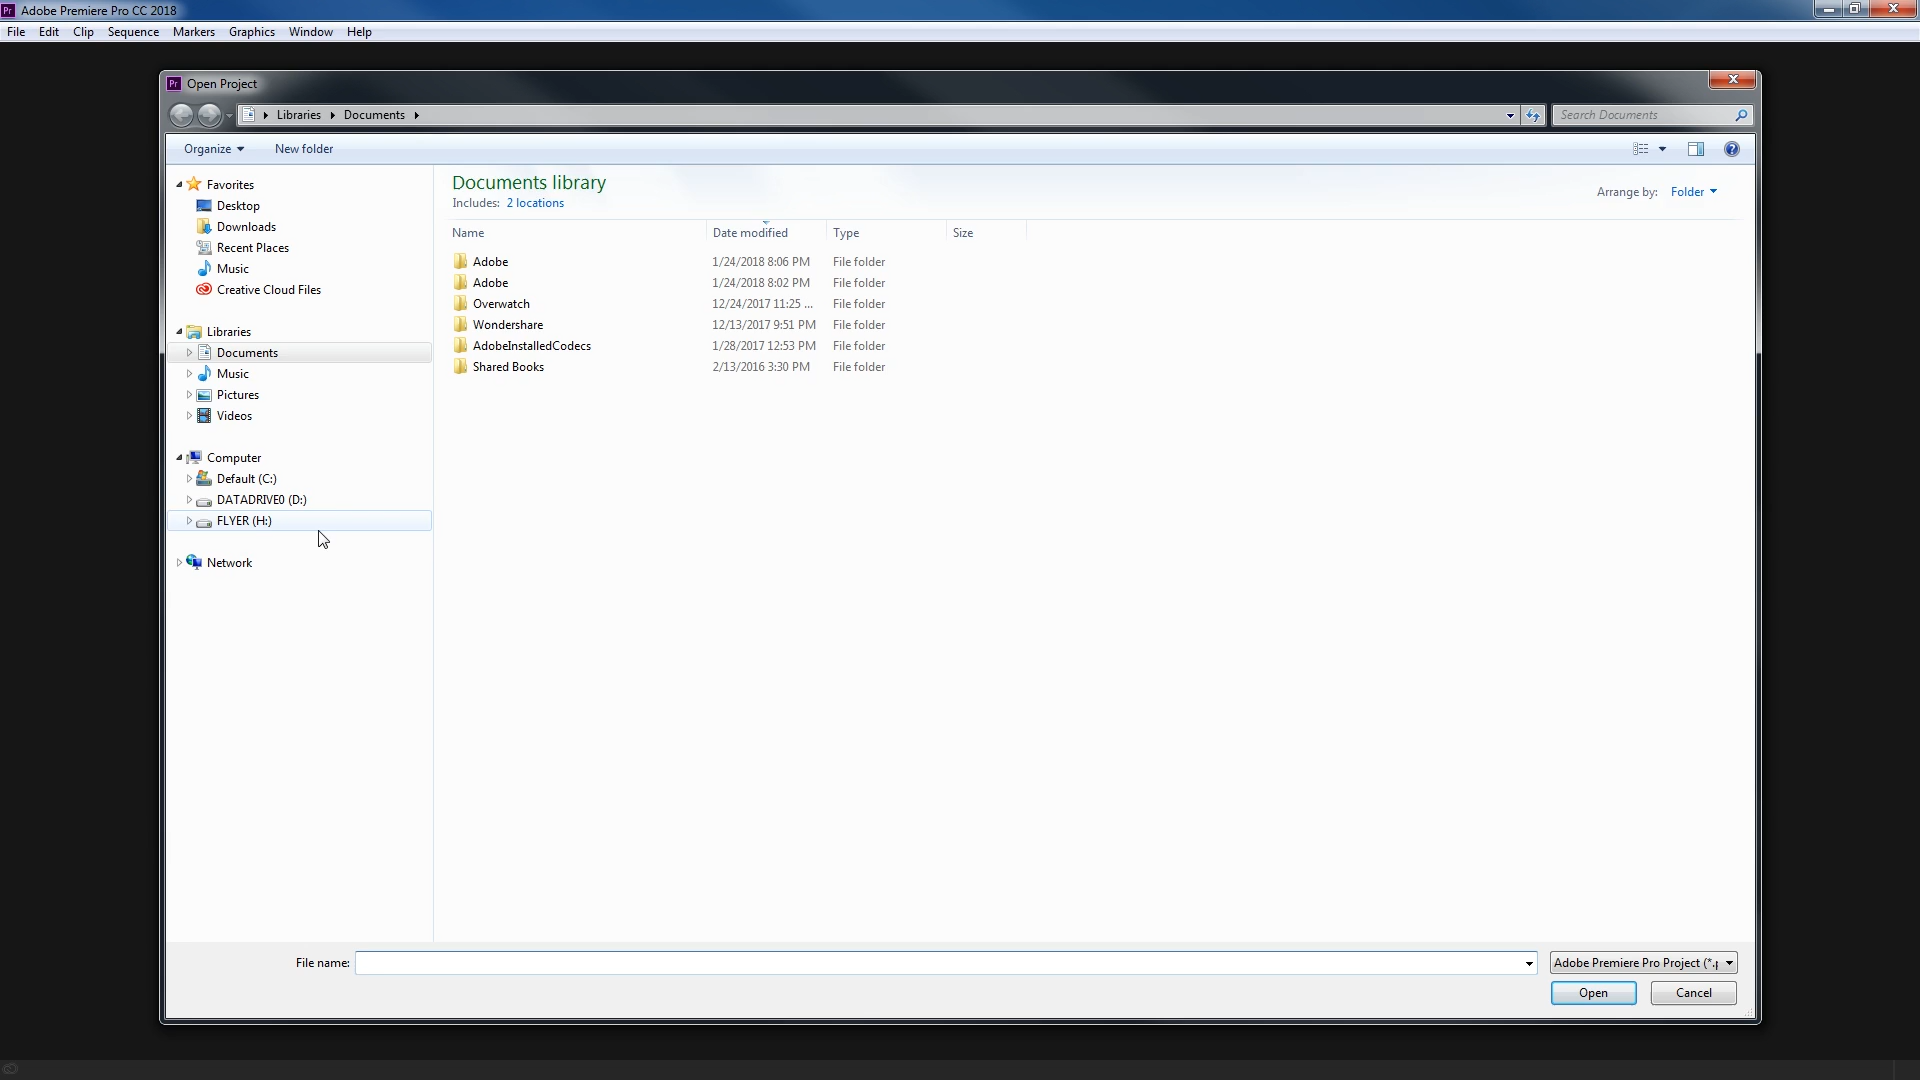 Adobe Premiere Pro CC 2018
File Edit Clip Sequence Markers Graphics Window Help
Open Project
Libraries Documents
Search Documents
Organize New folder
Favorites
Desktop
Downloads
Recent Places
Music
Creative Cloud Files
Libraries
Documents
Music
Pictures
Videos
Computer
Default (C:)
DATADRIVE0 (D:)
FLYER (H:)
Network
Documents library
Includes: 2 locations
Arrange by: Folder
Name Date modified Type Size
Adobe 1/24/2018 8:06 PM File folder
Adobe 1/24/2018 8:02 PM File folder
Overwatch 12/24/2017 11:25 ... File folder
Wondershare 12/13/2017 9:51 PM File folder
AdobeInstalledCodecs 1/28/2017 12:53 PM File folder
Shared Books 2/13/2016 3:30 PM File folder
File name:
Adobe Premiere Pro Project (*.p
Open Cancel